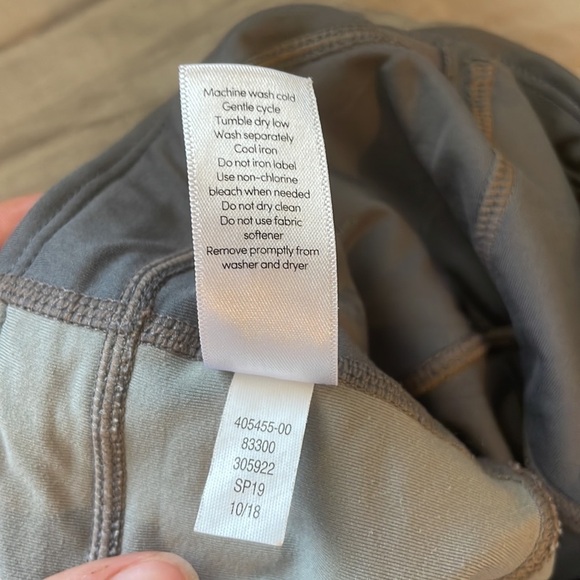 Machine wash cold
Gentle cycle
Tumble dry low
Wash separately
Cool iron
Do not iron label
Use non-chlorine
bleach when needed
Do not dry clean
Do not use fabric
softener
Remove promptly from
washer and dryer
405455-00
83300
305922
SP19
10/18